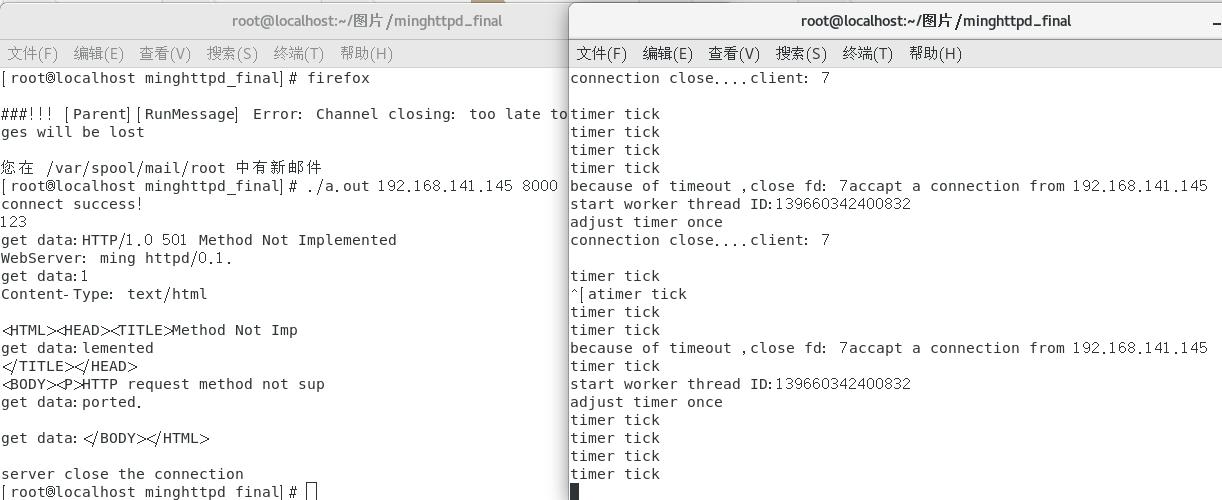 root@localhost:~/图片/minghttpd_final
文件(F) 编辑(E) 查看(V) 搜索(S) 终端(T) 帮助(H)
[root@localhost minghttpd_final]# firefox
###!!! [Parent][RunMessage] Error: Channel closing: too late to
ges will be lost
您在 /var/spool/mail/root 中有新邮件
[root@localhost minghttpd_final]# ./a.out 192.168.141.145 8000
connect success!
123
get data:HTTP/1.0 501 Method Not Implemented
WebServer: ming httpd/0.1.
get data:1
Content-Type: text/html
<HTML><HEAD><TITLE>Method Not Imp
get data:lemented
</TITLE></HEAD>
<BODY><P>HTTP request method not sup
get data:ported.
get data:</BODY></HTML>
server close the connection
[root@localhost minghttpd_final]#
root@localhost:~/图片/minghttpd_final
文件(F) 编辑(E) 查看(V) 搜索(S) 终端(T) 帮助(H)
connection close....client: 7
timer tick
timer tick
timer tick
timer tick
because of timeout ,close fd: 7accapt a connection from 192.168.141.145
start worker thread ID:139660342400832
adjust timer once
connection close....client: 7
timer tick
^[atimer tick
timer tick
timer tick
because of timeout ,close fd: 7accapt a connection from 192.168.141.145
timer tick
start worker thread ID:139660342400832
adjust timer once
timer tick
timer tick
timer tick
timer tick